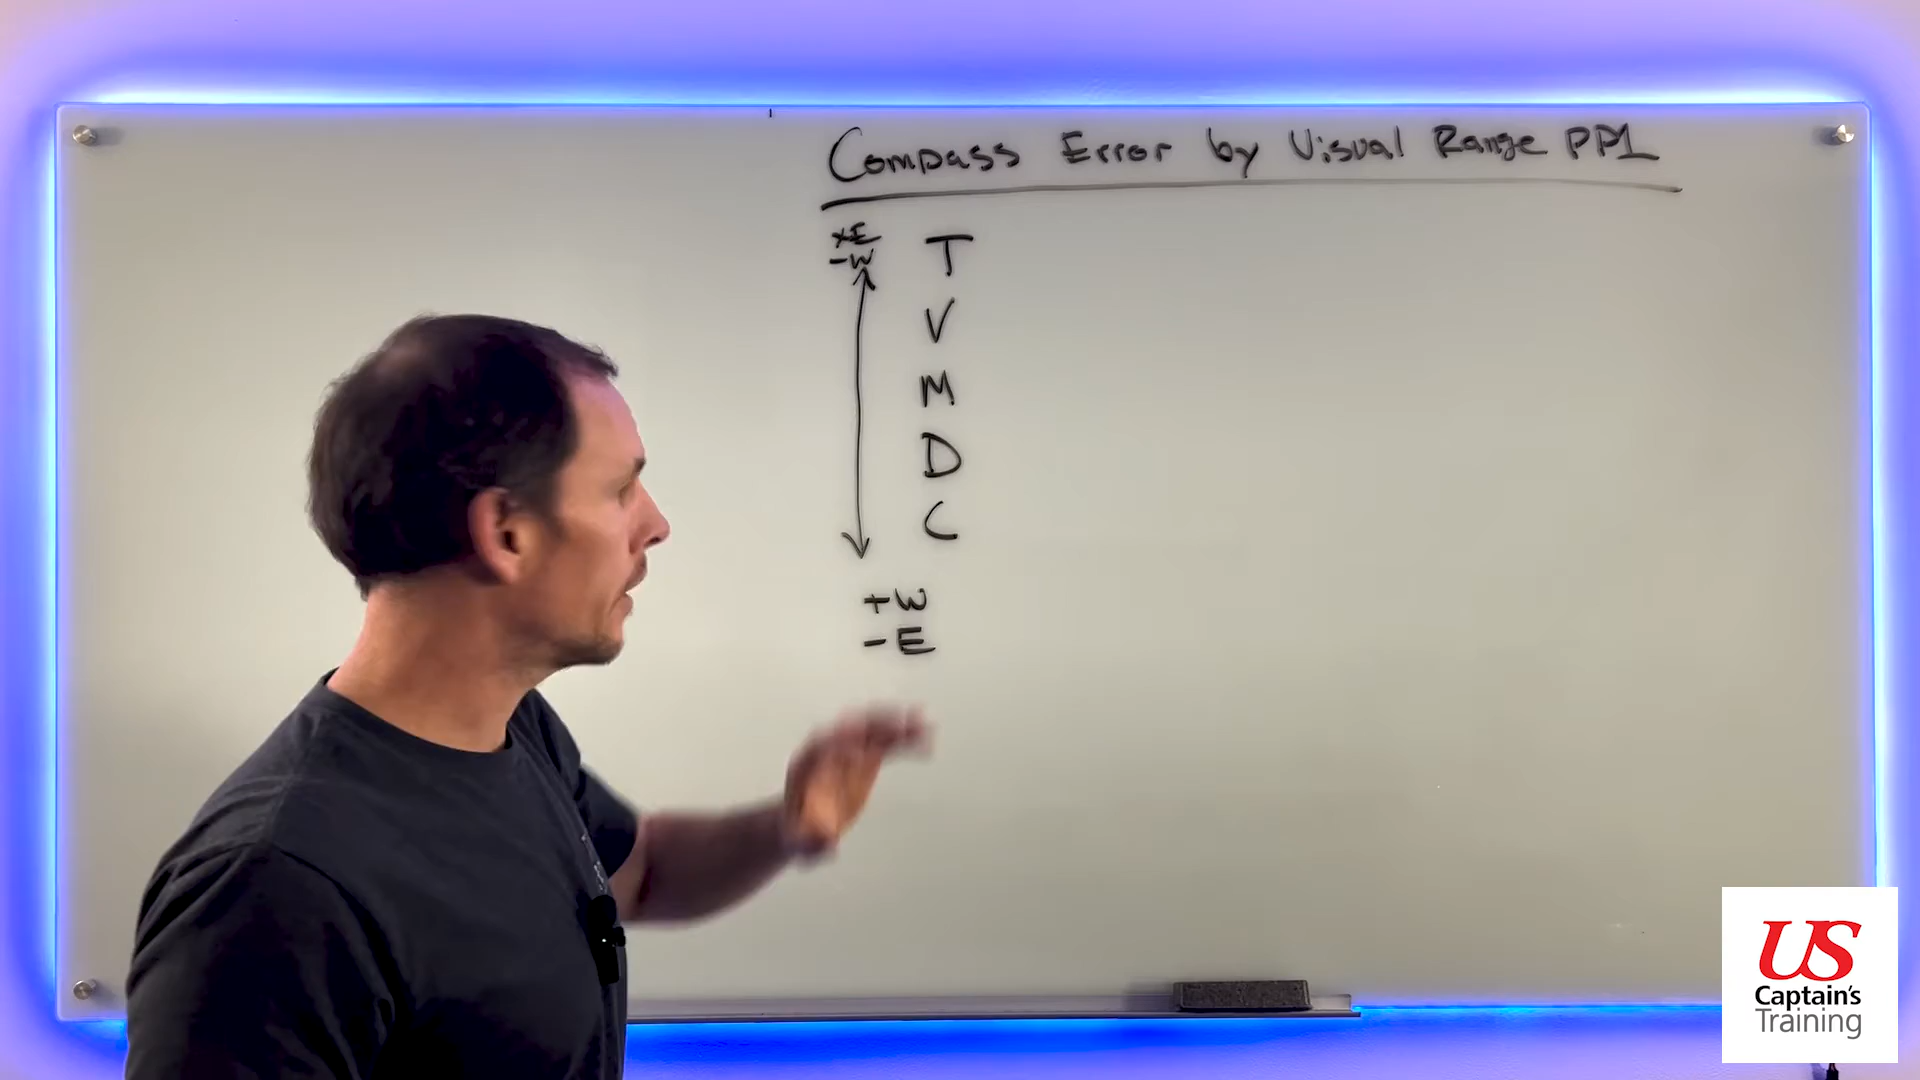 Compass Error by Visual Range PP1
+E
-W
T
V
M
D
C
+W
-E
US
Captain's
Training